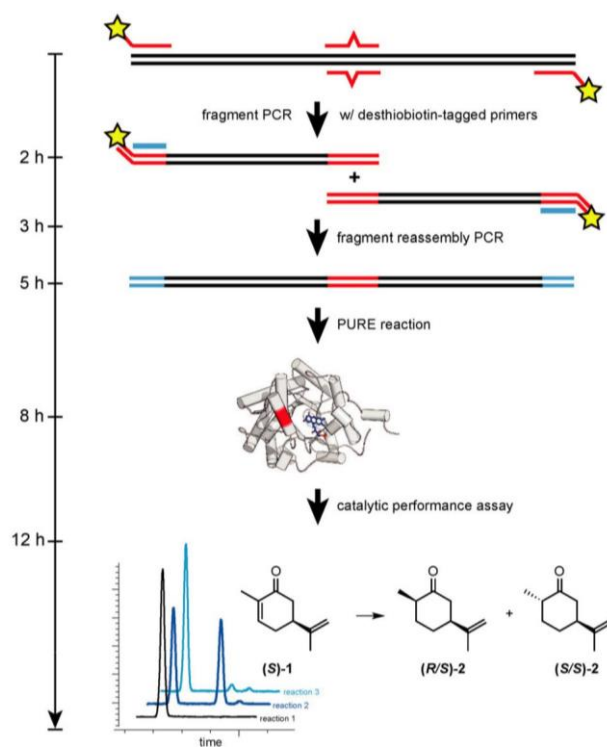 fragment PCR w/ desthiobiotin-tagged primers
2 h
+
3 h
fragment reassembly PCR
5 h
PURE reaction
8 h
catalytic performance assay
12 h
O O O
+
(S)-1 (R/S)-2 (S/S)-2
reaction 3
reaction 2
reaction 1
time